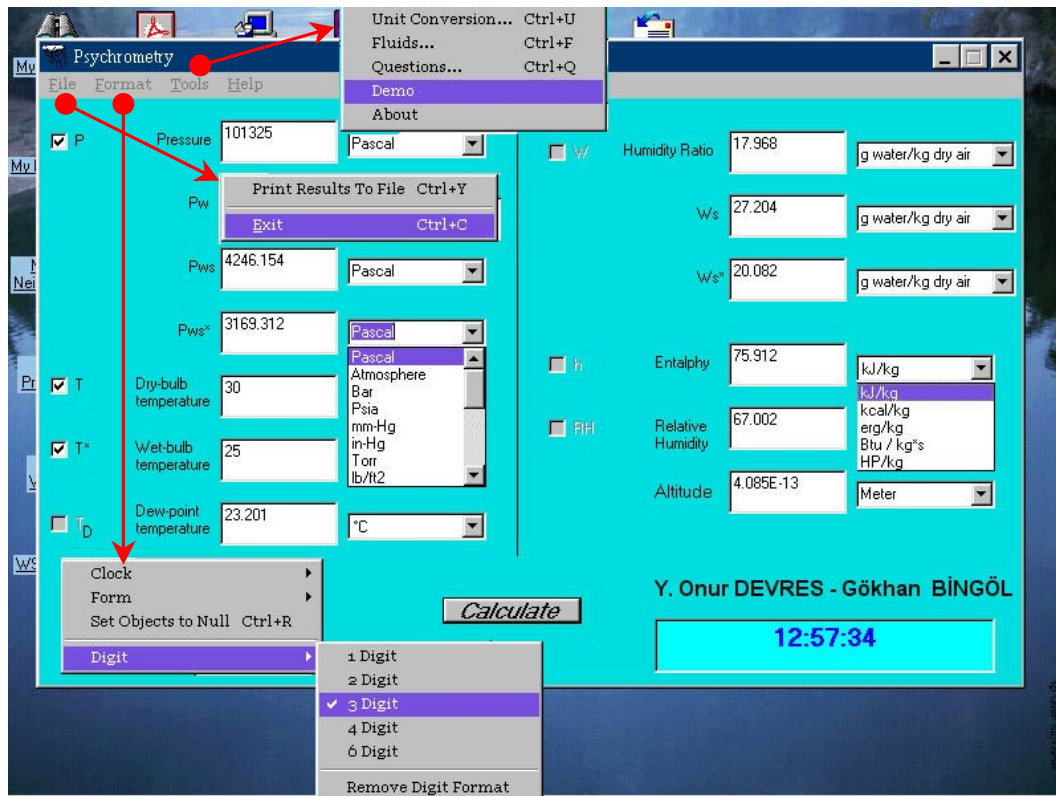 Unit Conversion... Ctrl+U
Fluids... Ctrl+F
Questions... Ctrl+Q
Demo
About
Psychrometry
File Format Tools Help
P Pressure 101325 Pascal
W Humidity Ratio 17.968 g water/kg dry air
Print Results To File Ctrl+Y
Exit Ctrl+C
Pw
Ws 27.204 g water/kg dry air
Pws 4246.154 Pascal
Ws* 20.082 g water/kg dry air
Pws* 3169.312 Pascal
Pascal
Atmosphere
Bar
Psia
mm-Hg
in-Hg
Torr
lb/ft2
h Entalphy 75.912 kJ/kg
kJ/kg
kcal/kg
erg/kg
Btu / kg*s
HP/kg
T Dry-bulb
temperature 30
RH Relative
Humidity 67.002
T* Wet-bulb
temperature 25
Altitude 4.085E-13 Meter
TD Dew-point
temperature 23.201 °C
Clock
Form
Set Objects to Null Ctrl+R
Digit
1 Digit
2 Digit
3 Digit
4 Digit
6 Digit
Remove Digit Format
Calculate
Y. Onur DEVRES - Gökhan BİNGÖL
12:57:34
My
Pr
WS